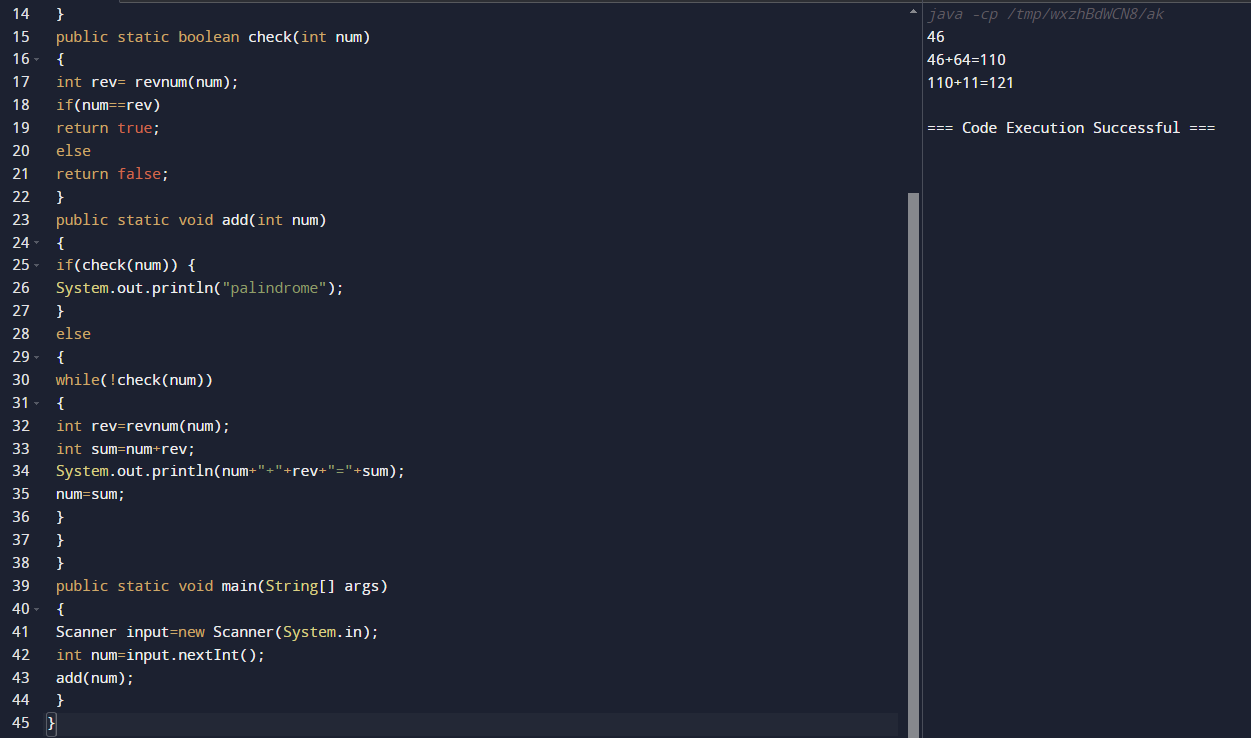 14 }
15 public static boolean check(int num)
16 {
17 int rev= revnum(num);
18 if(num==rev)
19 return true;
20 else
21 return false;
22 }
23 public static void add(int num)
24 {
25 if(check(num)) {
26 System.out.println("palindrome");
27 }
28 else
29 {
30 while(!check(num))
31 {
32 int rev=revnum(num);
33 int sum=num+rev;
34 System.out.println(num+"+"+rev+"="+sum);
35 num=sum;
36 }
37 }
38 }
39 public static void main(String[] args)
40 {
41 Scanner input=new Scanner(System.in);
42 int num=input.nextInt();
43 add(num);
44 }
45 }
java -cp /tmp/wxzhBdWCN8/ak
46
46+64=110
110+11=121
=== Code Execution Successful ===